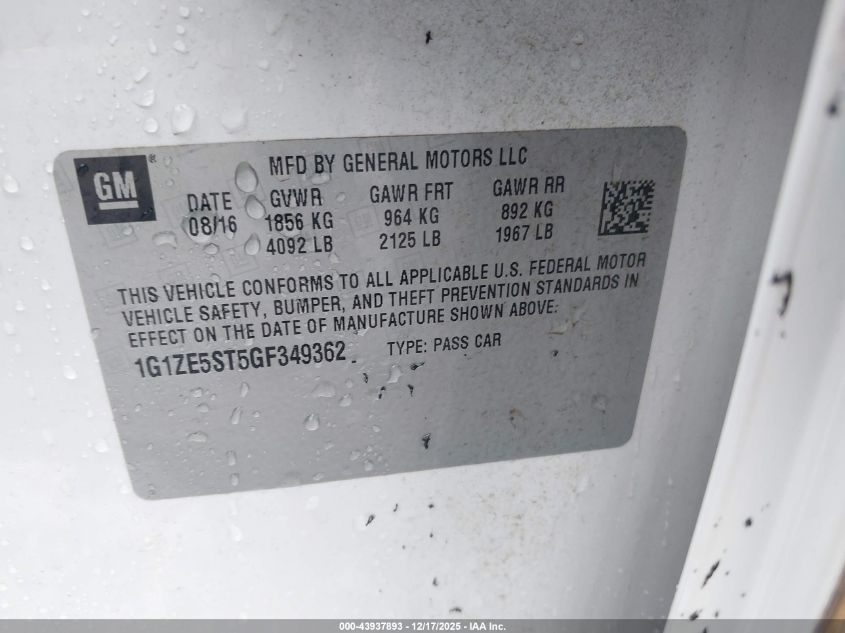 GM ®
MFD BY GENERAL MOTORS LLC
DATE GVWR GAWR FRT GAWR RR
08/16 1856 KG 964 KG 892 KG
4092 LB 2125 LB 1967 LB
THIS VEHICLE CONFORMS TO ALL APPLICABLE U.S. FEDERAL MOTOR
VEHICLE SAFETY, BUMPER, AND THEFT PREVENTION STANDARDS IN
EFFECT ON THE DATE OF MANUFACTURE SHOWN ABOVE:
1G1ZE5ST5GF349362 TYPE: PASS CAR
000-43937893 - 12/17/2025 - IAA Inc.